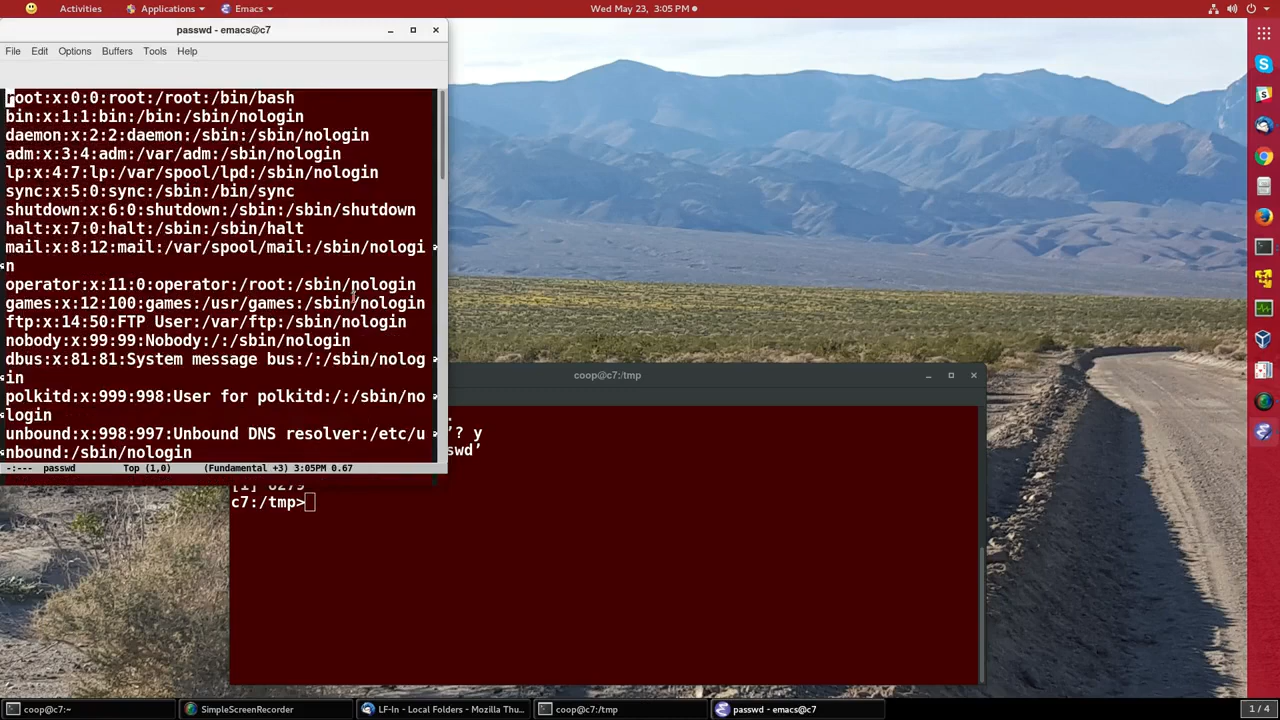 Activities Applications Emacs Wed May 23, 3:05 PM
passwd - emacs@c7
File Edit Options Buffers Tools Help
root:x:0:0:root:/root:/bin/bash
bin:x:1:1:bin:/bin:/sbin/nologin
daemon:x:2:2:daemon:/sbin:/sbin/nologin
adm:x:3:4:adm:/var/adm:/sbin/nologin
lp:x:4:7:lp:/var/spool/lpd:/sbin/nologin
sync:x:5:0:sync:/sbin:/bin/sync
shutdown:x:6:0:shutdown:/sbin:/sbin/shutdown
halt:x:7:0:halt:/sbin:/sbin/halt
mail:x:8:12:mail:/var/spool/mail:/sbin/nologi
n
operator:x:11:0:operator:/root:/sbin/nologin
games:x:12:100:games:/usr/games:/sbin/nologin
ftp:x:14:50:FTP User:/var/ftp:/sbin/nologin
nobody:x:99:99:Nobody:/:/sbin/nologin
dbus:x:81:81:System message bus:/:/sbin/nolog
in
polkitd:x:999:998:User for polkitd:/:/sbin/no
login
unbound:x:998:997:Unbound DNS resolver:/etc/u
nbound:/sbin/nologin
-:--- passwd Top (1,0) (Fundamental +3) 3:05PM 0.67
coop@c7:/tmp
.
’? y
swd’
c7:/tmp>
coop@c7:~ SimpleScreenRecorder LF-In - Local Folders - Mozilla Thu... coop@c7:/tmp passwd - emacs@c7 1 / 4